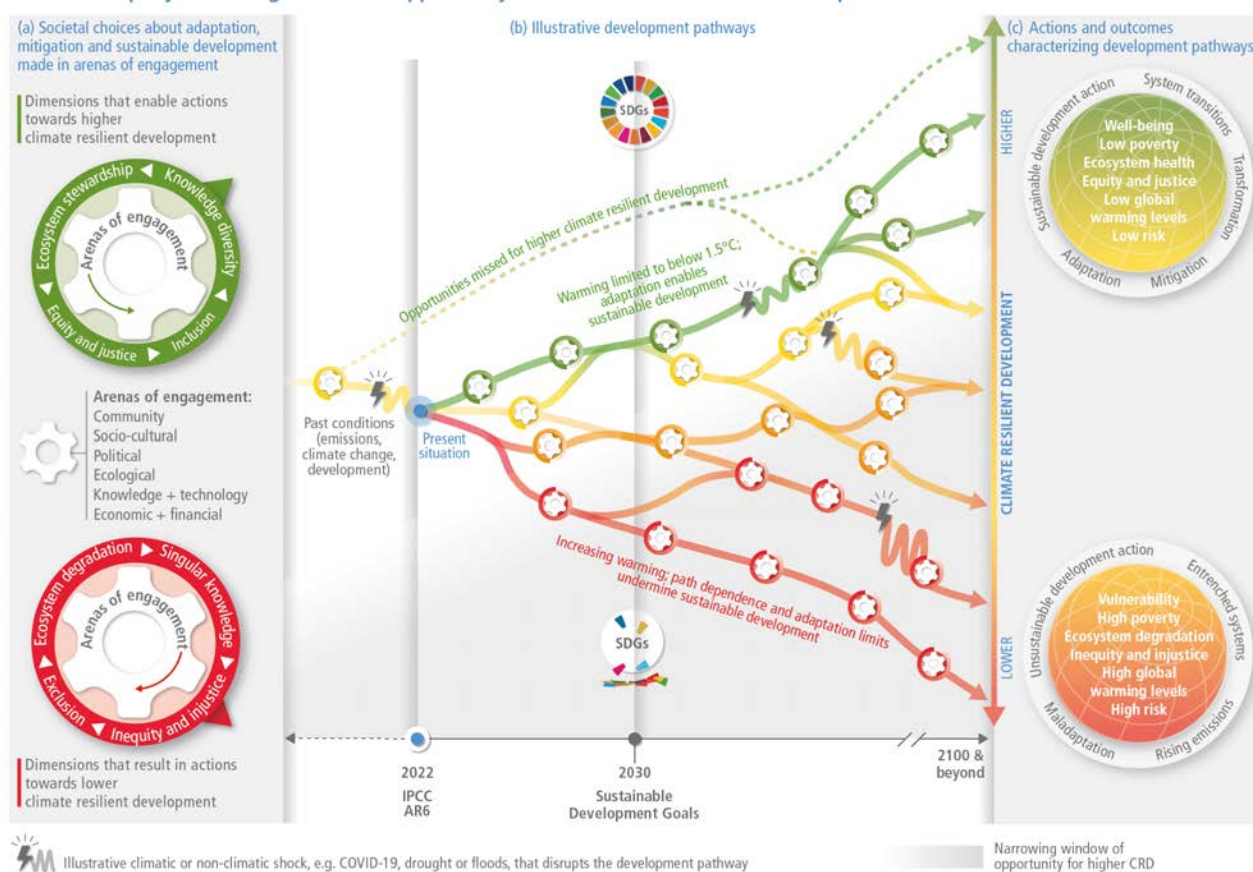 (a) Societal choices about adaptation,
mitigation and sustainable development
made in arenas of engagement
Dimensions that enable actions
towards higher
climate resilient development
Ecosystem stewardship
Knowledge diversity
Equity and justice
Inclusion
Arenas of engagement
Arenas of engagement:
Community
Socio-cultural
Political
Ecological
Knowledge + technology
Economic + financial
Ecosystem degradation
Singular knowledge
Exclusion
Inequity and injustice
Arenas of engagement
Dimensions that result in actions
towards lower
climate resilient development
(b) Illustrative development pathways
SDGs
Opportunities missed for higher climate resilient development
Warming limited to below 1.5°C;
adaptation enables
sustainable development
Past conditions
(emissions,
climate change,
development)
Present
situation
Increasing warming; path dependence and adaptation limits
undermine sustainable development
SDGs
2022
IPCC
AR6
2030
Sustainable
Development Goals
2100 &
beyond
HIGHER
CLIMATE RESILIENT DEVELOPMENT
LOWER
(c) Actions and outcomes
characterizing development pathways
Sustainable development action
System transitions
Transformation
Mitigation
Adaptation
Well-being
Low poverty
Ecosystem health
Equity and justice
Low global
warming levels
Low risk
Unsustainable development action
Entrenched systems
Rising emissions
Maladaptation
Vulnerability
High poverty
Ecosystem degradation
Inequity and injustice
High global
warming levels
High risk
Illustrative climatic or non-climatic shock, e.g. COVID-19, drought or floods, that disrupts the development pathway
Narrowing window of
opportunity for higher CRD